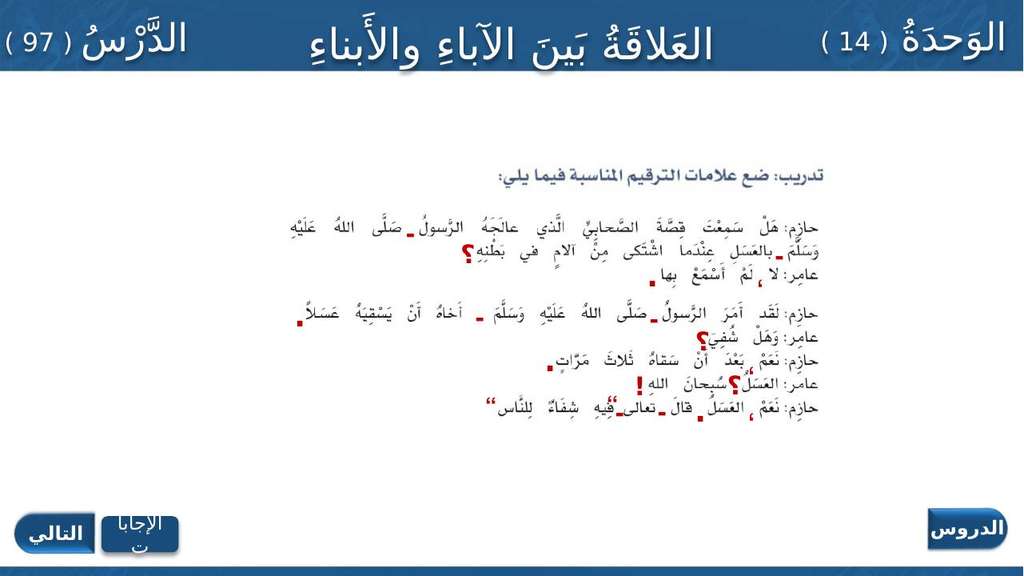 الوَحدَةُ ( 14 )
العَلاقَةُ بَينَ الآباءِ والأَبناءِ
الدَّرْسُ ( 97 )
تدريب: ضع علامات الترقيم المناسبة فيما يلي:
حازِم: هَلْ سَمِعْتَ قِصَّةَ الصَّحابِيِّ الَّذي عالَجَهُ الرَّسولُ - صَلَّى اللهُ عَلَيْهِ
وَسَلَّمَ - بالعَسَلِ عِنْدَما اشْتَكى مِنْ آلامٍ في بَطْنِهِ؟
عامِر: لا ، لَمْ أَسْمَعْ بِها .
حازِم: لَقَد أَمَرَ الرَّسولُ - صَلَّى اللهُ عَلَيْهِ وَسَلَّمَ - أَخاهُ أَنْ يَسْقِيَهُ عَسَلاً.
عامِر: وَهَلْ شُفِيَ؟
حازِم: نَعَمْ، بَعْدَ أَنْ سَقاهُ ثَلاثَ مَرّاتٍ.
عامر: العَسَلُ؟ سُبحانَ اللهِ !
حازِم: نَعَمْ ، العَسَلُ. قالَ - تعالى - “فِيهِ شِفَاءٌ لِلنَّاس“
الدروس
الإجابات
التالي